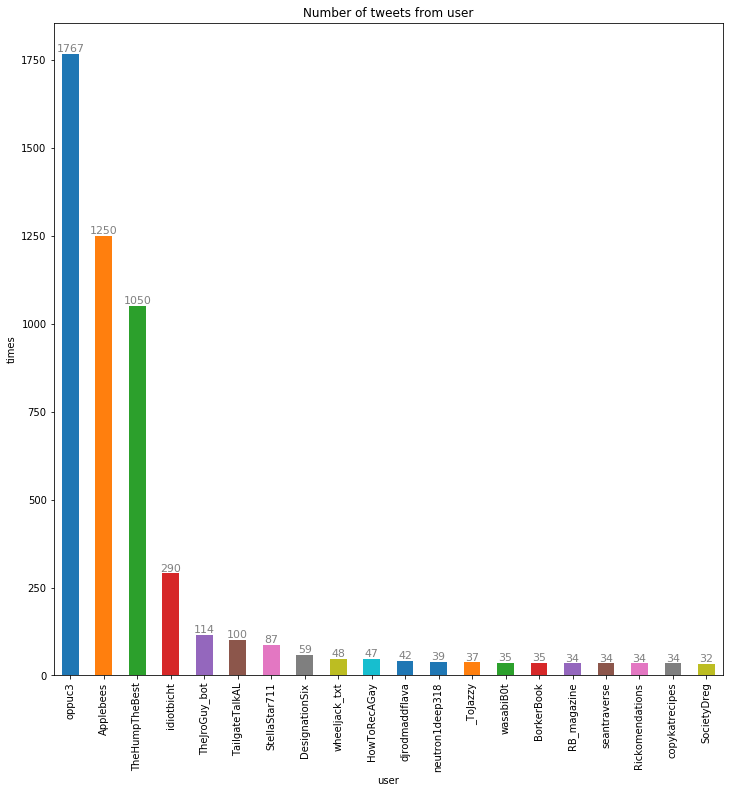 Number of tweets from user
times
1750
1500
1250
1000
750
500
250
0
1767
1250
1050
290
114
100
87
59
48
47
42
39
37
35
35
34
34
34
34
32
oppuc3
Applebees
TheHumpTheBest
idiotbicht
TheJroGuy_bot
TailgateTalkAL
StellaStar711
DesignationSix
wheeljack_txt
HowToRecAGay
djrodmaddflava
neutron1deep318
_ToJazzy
wasabiB0t
BorkerBook
RB_magazine
seantraverse
Rickomendations
copykatrecipes
SocietyDreg
user